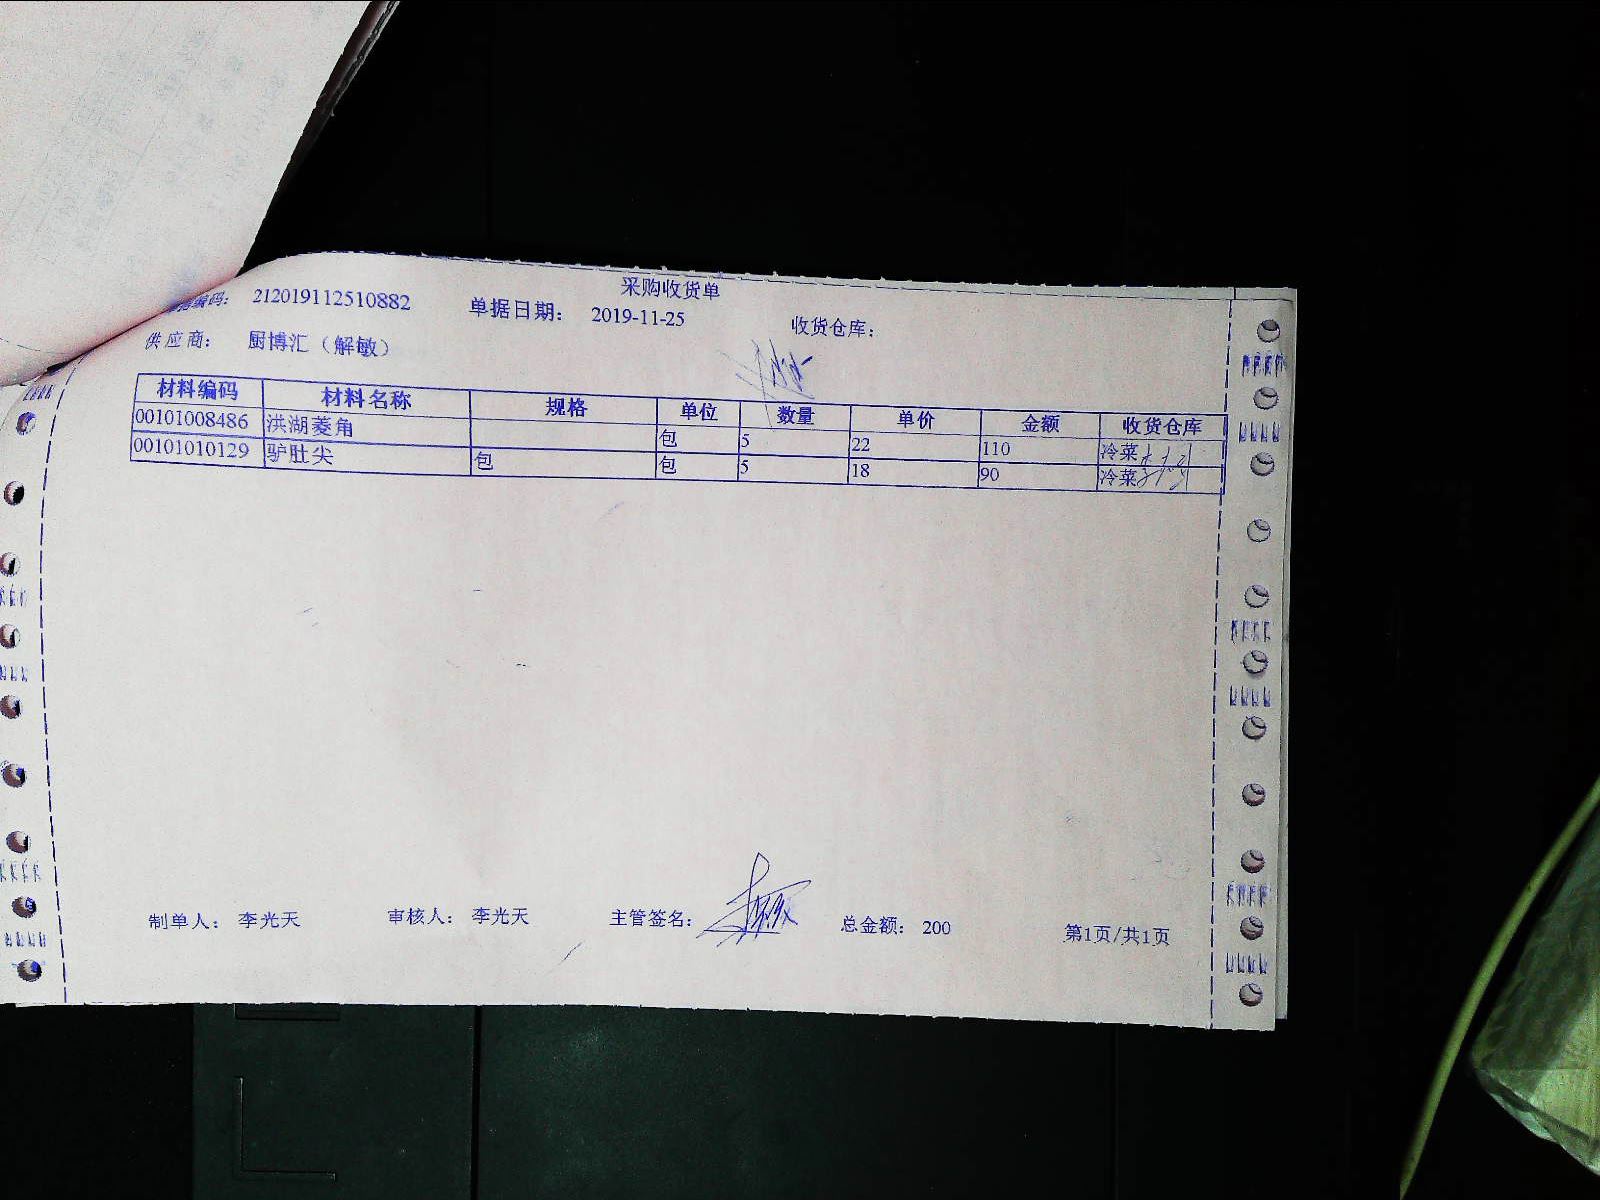 采购收货单
编码： 212019112510882 单据日期： 2019-11-25 收货仓库：
供应商： 厨博汇（解敏）
材料编码 材料名称 规格 单位 数量 单价 金额 收货仓库
00101008486 洪湖菱角 包 5 22 110 冷菜
00101010129 驴肚尖 包 包 5 18 90 冷菜
制单人： 李光天 审核人： 李光天 主管签名： 总金额： 200 第1页/共1页